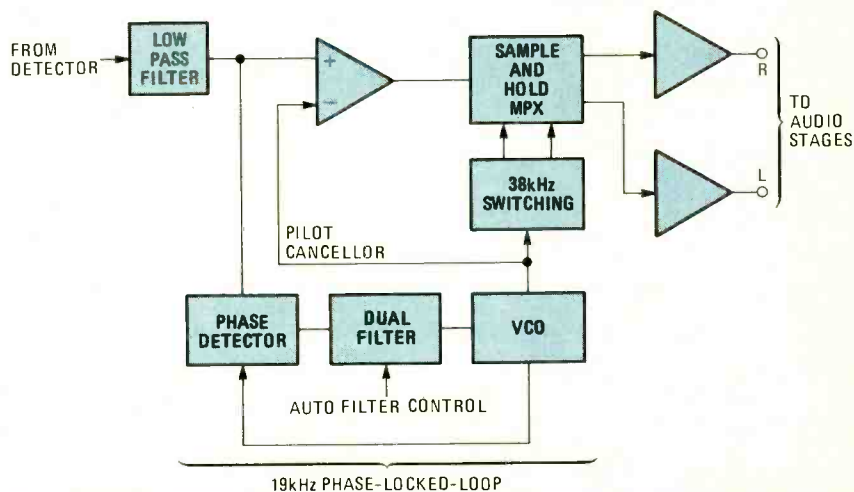 FROM
DETECTOR
LOW
PASS
FILTER
+
−
SAMPLE
AND
HOLD
MPX
R
L
TD
AUDIO
STAGES
38kHz
SWITCHING
PILOT
CANCELLOR
PHASE
DETECTOR
DUAL
FILTER
VCO
AUTO FILTER CONTROL
19kHz PHASE-LOCKED-LOOP